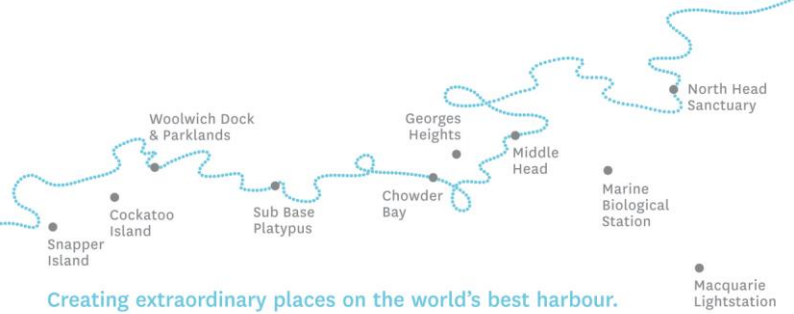 North Head
Sanctuary
Woolwich Dock
& Parklands
Georges
Heights
Middle
Head
Marine
Biological
Station
Chowder
Bay
Sub Base
Platypus
Cockatoo
Island
Snapper
Island
Macquarie
Lightstation
Creating extraordinary places on the world's best harbour.